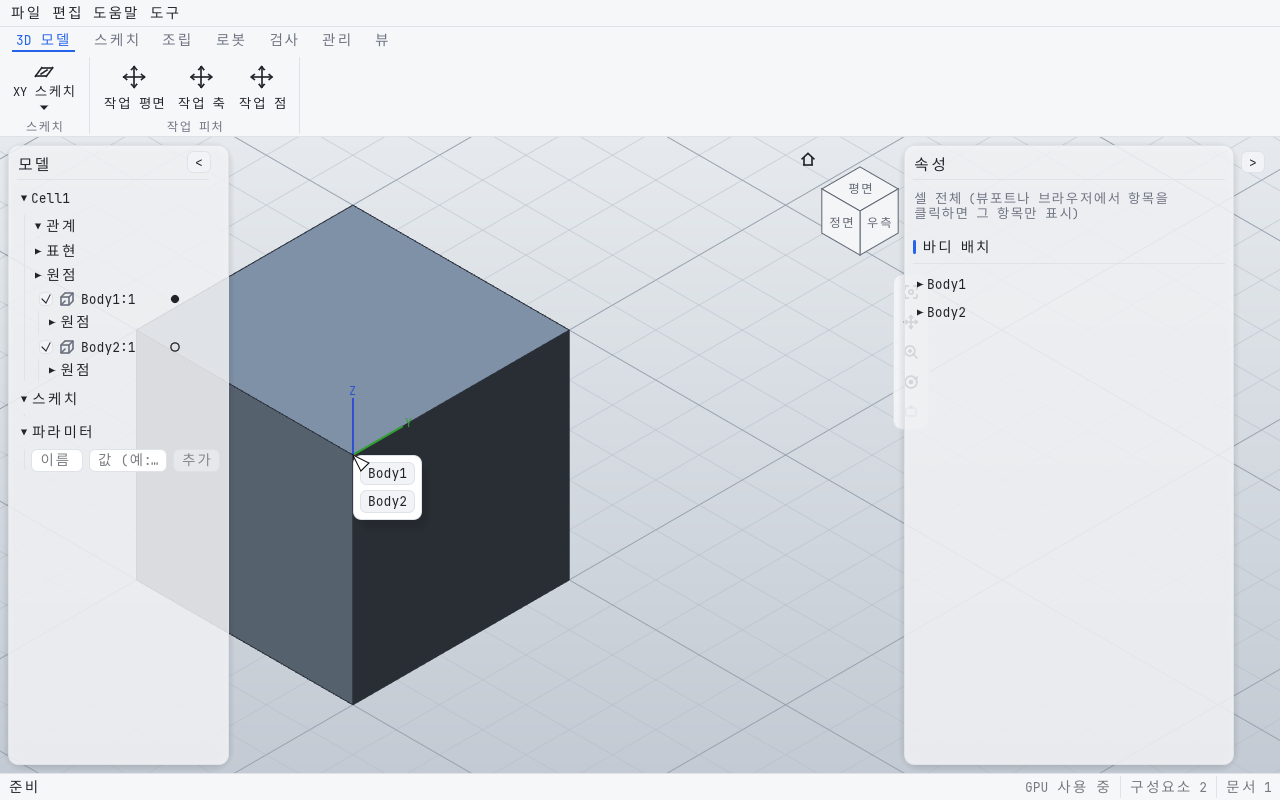 파일 편집 도움말 도구
3D 모델 스케치 조립 로봇 검사 관리 뷰
XY 스케치
작업 평면 작업 축 작업 점
스케치 작업 피처
모델 <
▼ Cell1
▼ 관계
▶ 표현
▶ 원점
Body1:1
▶ 원점
Body2:1
▶ 원점
▼ 스케치
▼ 파라미터
이름 값 (예:… 추가
Z
Y
Body1
Body2
평면
정면 우측
속성 >
셀 전체 (뷰포트나 브라우저에서 항목을
클릭하면 그 항목만 표시)
바디 배치
▶ Body1
▶ Body2
준비 GPU 사용 중 구성요소 2 문서 1